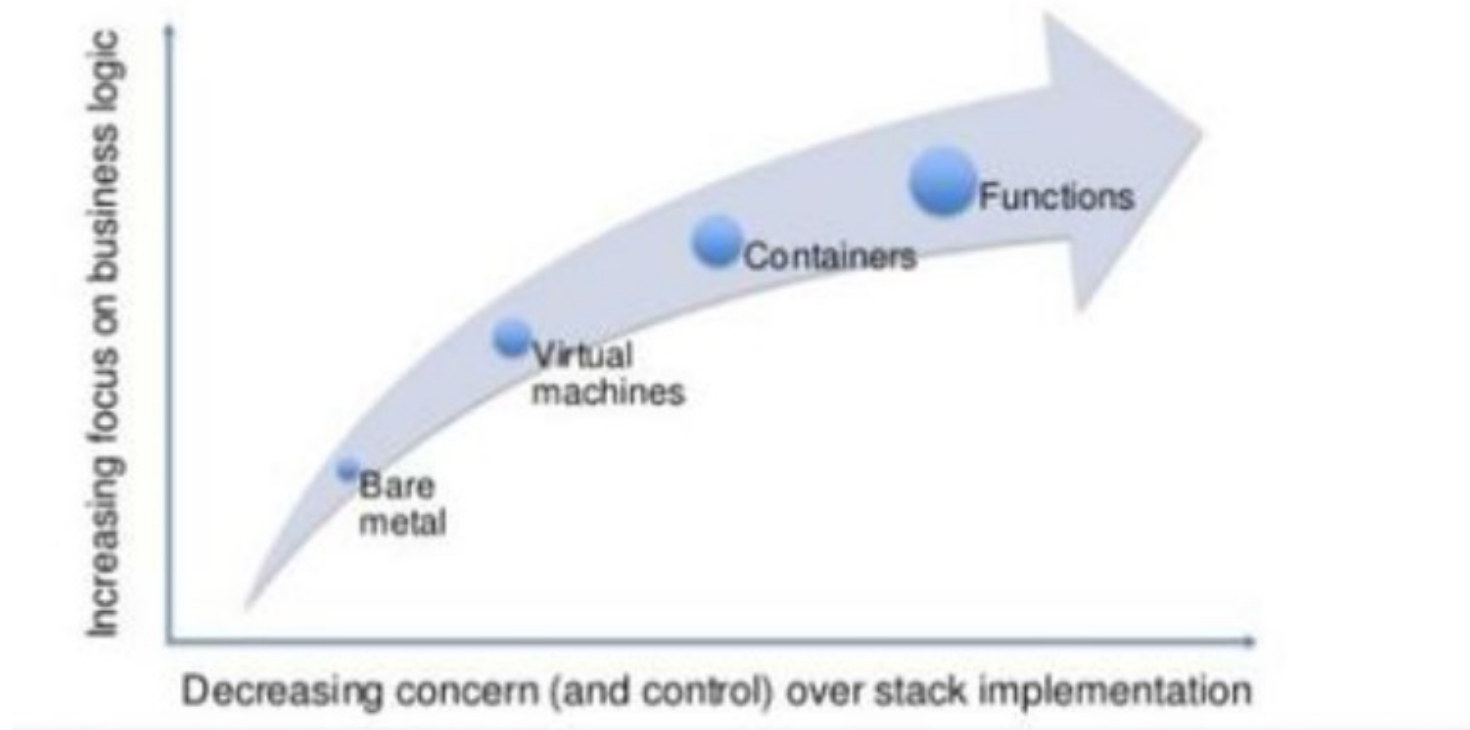 Increasing focus on business logic
Functions
Containers
Virtual
machines
Bare
metal
Decreasing concern (and control) over stack implementation